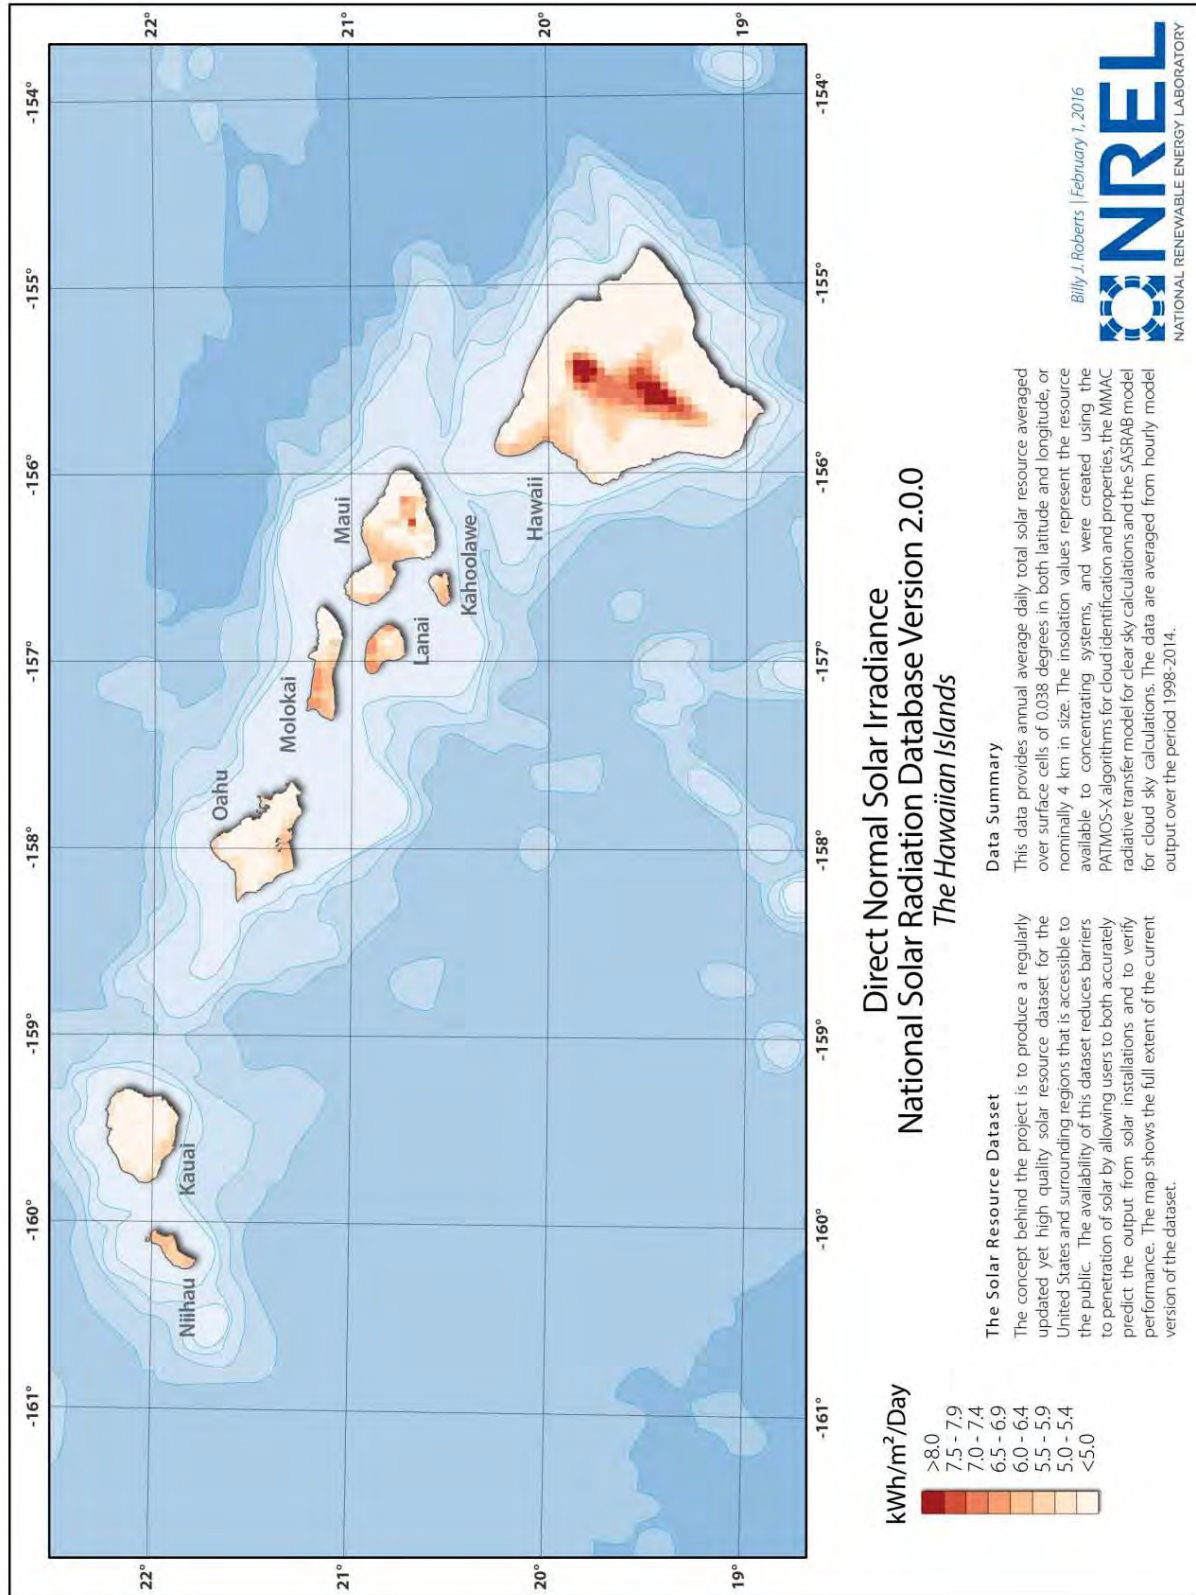 -161°
-160°
-159°
-158°
-157°
-156°
-155°
-154°
22°
22°
21°
21°
20°
20°
19°
19°
Niihau
Kauai
Oahu
Molokai
Maui
Lanai
Kahoolawe
Hawaii
-161°
-160°
-159°
-158°
-157°
-156°
-155°
-154°
Direct Normal Solar Irradiance
National Solar Radiation Database Version 2.0.0
The Hawaiian Islands
kWh/m²/Day
>8.0
7.5 - 7.9
7.0 - 7.4
6.5 - 6.9
6.0 - 6.4
5.5 - 5.9
5.0 - 5.4
<5.0
The Solar Resource Dataset
The concept behind the project is to produce a regularly
updated yet high quality solar resource dataset for the
United States and surrounding regions that is accessible to
the public. The availability of this dataset reduces barriers
to penetration of solar by allowing users to both accurately
predict the output from solar installations and to verify
performance. The map shows the full extent of the current
version of the dataset.
Data Summary
This data provides annual average daily total solar resource averaged
over surface cells of 0.038 degrees in both latitude and longitude, or
nominally 4 km in size. The insolation values represent the resource
available to concentrating systems, and were created using the
PATMOS-X algorithms for cloud identification and properties, the MMAC
radiative transfer model for clear sky calculations and the SASRAB model
for cloud sky calculations. The data are averaged from hourly model
output over the period 1998-2014.
Billy J. Roberts | February 1, 2016
NREL
NATIONAL RENEWABLE ENERGY LABORATORY